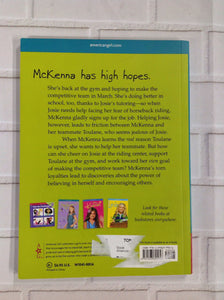 americangirl.com
McKenna has high hopes.
She's back at the gym and hoping to make the
competitive team in March. She's doing better in
school, too, thanks to Josie's tutoring—so when
Josie needs help facing her fear of horseback riding,
McKenna gladly signs up for the job. Helping Josie,
however, leads to friction between McKenna and
her teammate Toulane, who seems jealous of Josie.
When McKenna learns the real reason Toulane
is upset, she wants to help her teammate. But how
can she cheer on Josie at the riding center, support
Toulane at the gym, and work toward her own goal
of making the competitive team? McKenna's torn
loyalties lead to discoveries about the power of
believing in herself and encouraging others.
Look for these
related books at
bookstores everywhere:
TOP